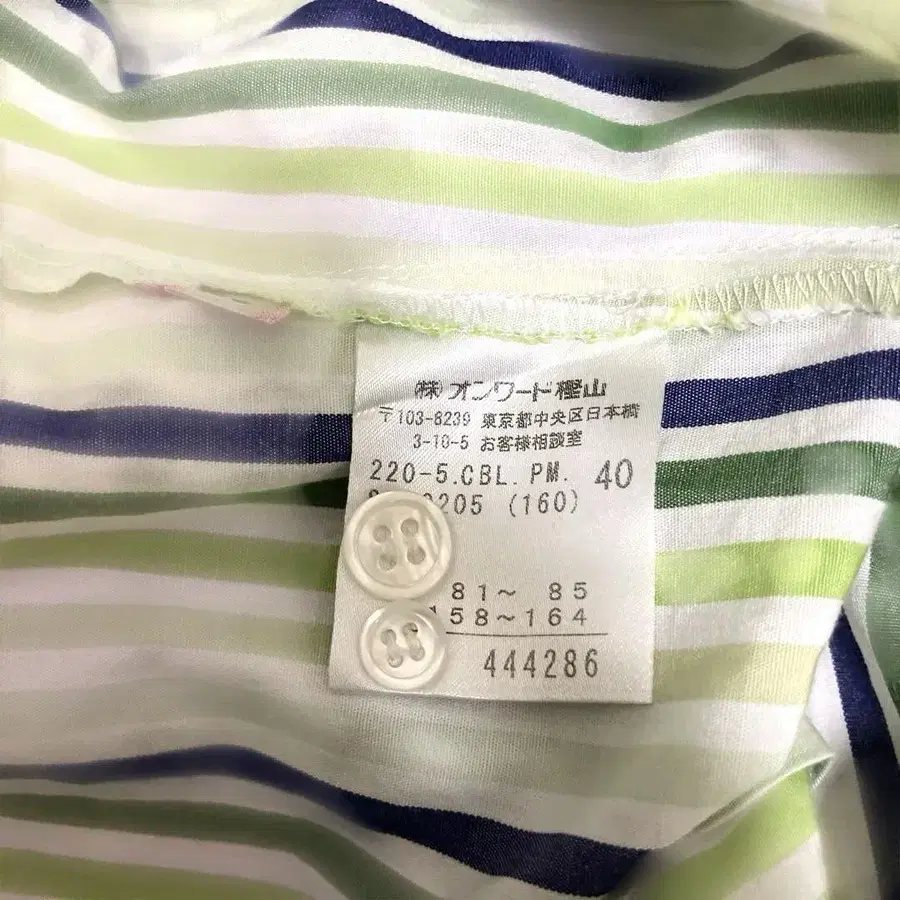 (株)オンワード樫山
〒103-8239 東京都中央区日本橋
3-10-5 お客様相談室
220-5.CBL.PM. 40
205 (160)
81～ 85
158～164
444286